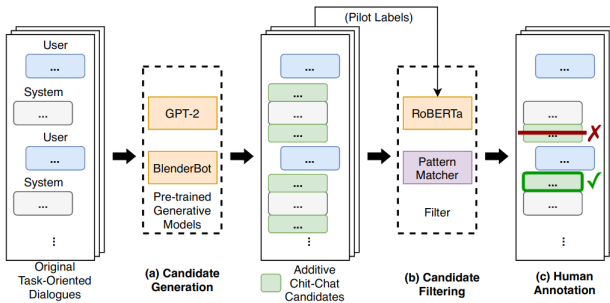 User
...
System
...
User
...
System
...
⋮
Original
Task-Oriented
Dialogues
GPT-2
BlenderBot
Pre-trained
Generative
Models
(a) Candidate
Generation
(Pilot Labels)
...
...
...
...
...
...
...
...
⋮
Additive
Chit-Chat
Candidates
RoBERTa
Pattern
Matcher
Filter
(b) Candidate
Filtering
...
...
...
...
...
...
⋮
(c) Human
Annotation